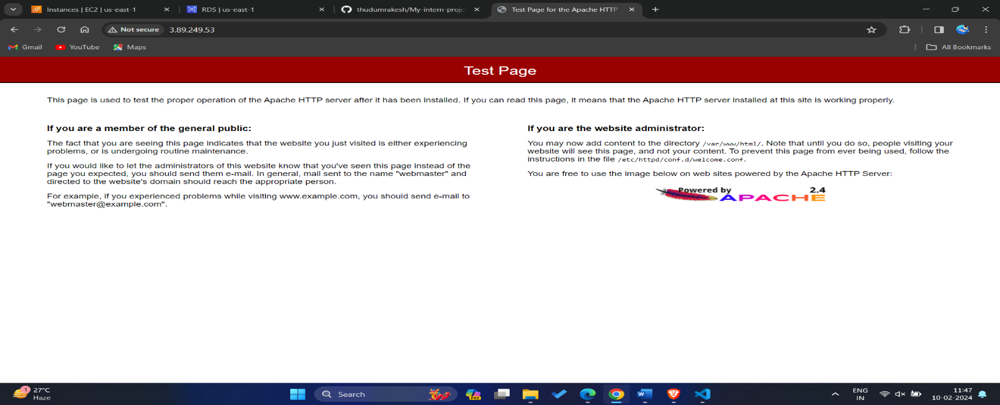 Instances | EC2 | us-east-1
RDS | us-east-1
thudumrakesh/My-intern-proje
Test Page for the Apache HTTP
Not secure
3.89.249.53
Gmail
YouTube
Maps
All Bookmarks
Test Page
This page is used to test the proper operation of the Apache HTTP server after it has been installed. If you can read this page, it means that the Apache HTTP server installed at this site is working properly.
If you are a member of the general public:
The fact that you are seeing this page indicates that the website you just visited is either experiencing
problems, or is undergoing routine maintenance.
If you would like to let the administrators of this website know that you've seen this page instead of the
page you expected, you should send them e-mail. In general, mail sent to the name "webmaster" and
directed to the website's domain should reach the appropriate person.
For example, if you experienced problems while visiting www.example.com, you should send e-mail to
"webmaster@example.com".
If you are the website administrator:
You may now add content to the directory /var/www/html/. Note that until you do so, people visiting your
website will see this page, and not your content. To prevent this page from ever being used, follow the
instructions in the file /etc/httpd/conf.d/welcome.conf.
You are free to use the image below on web sites powered by the Apache HTTP Server:
Powered by 2.4
APACHE
1
27°C
Haze
Search
PRE
ENG
IN
11:47
10-02-2024